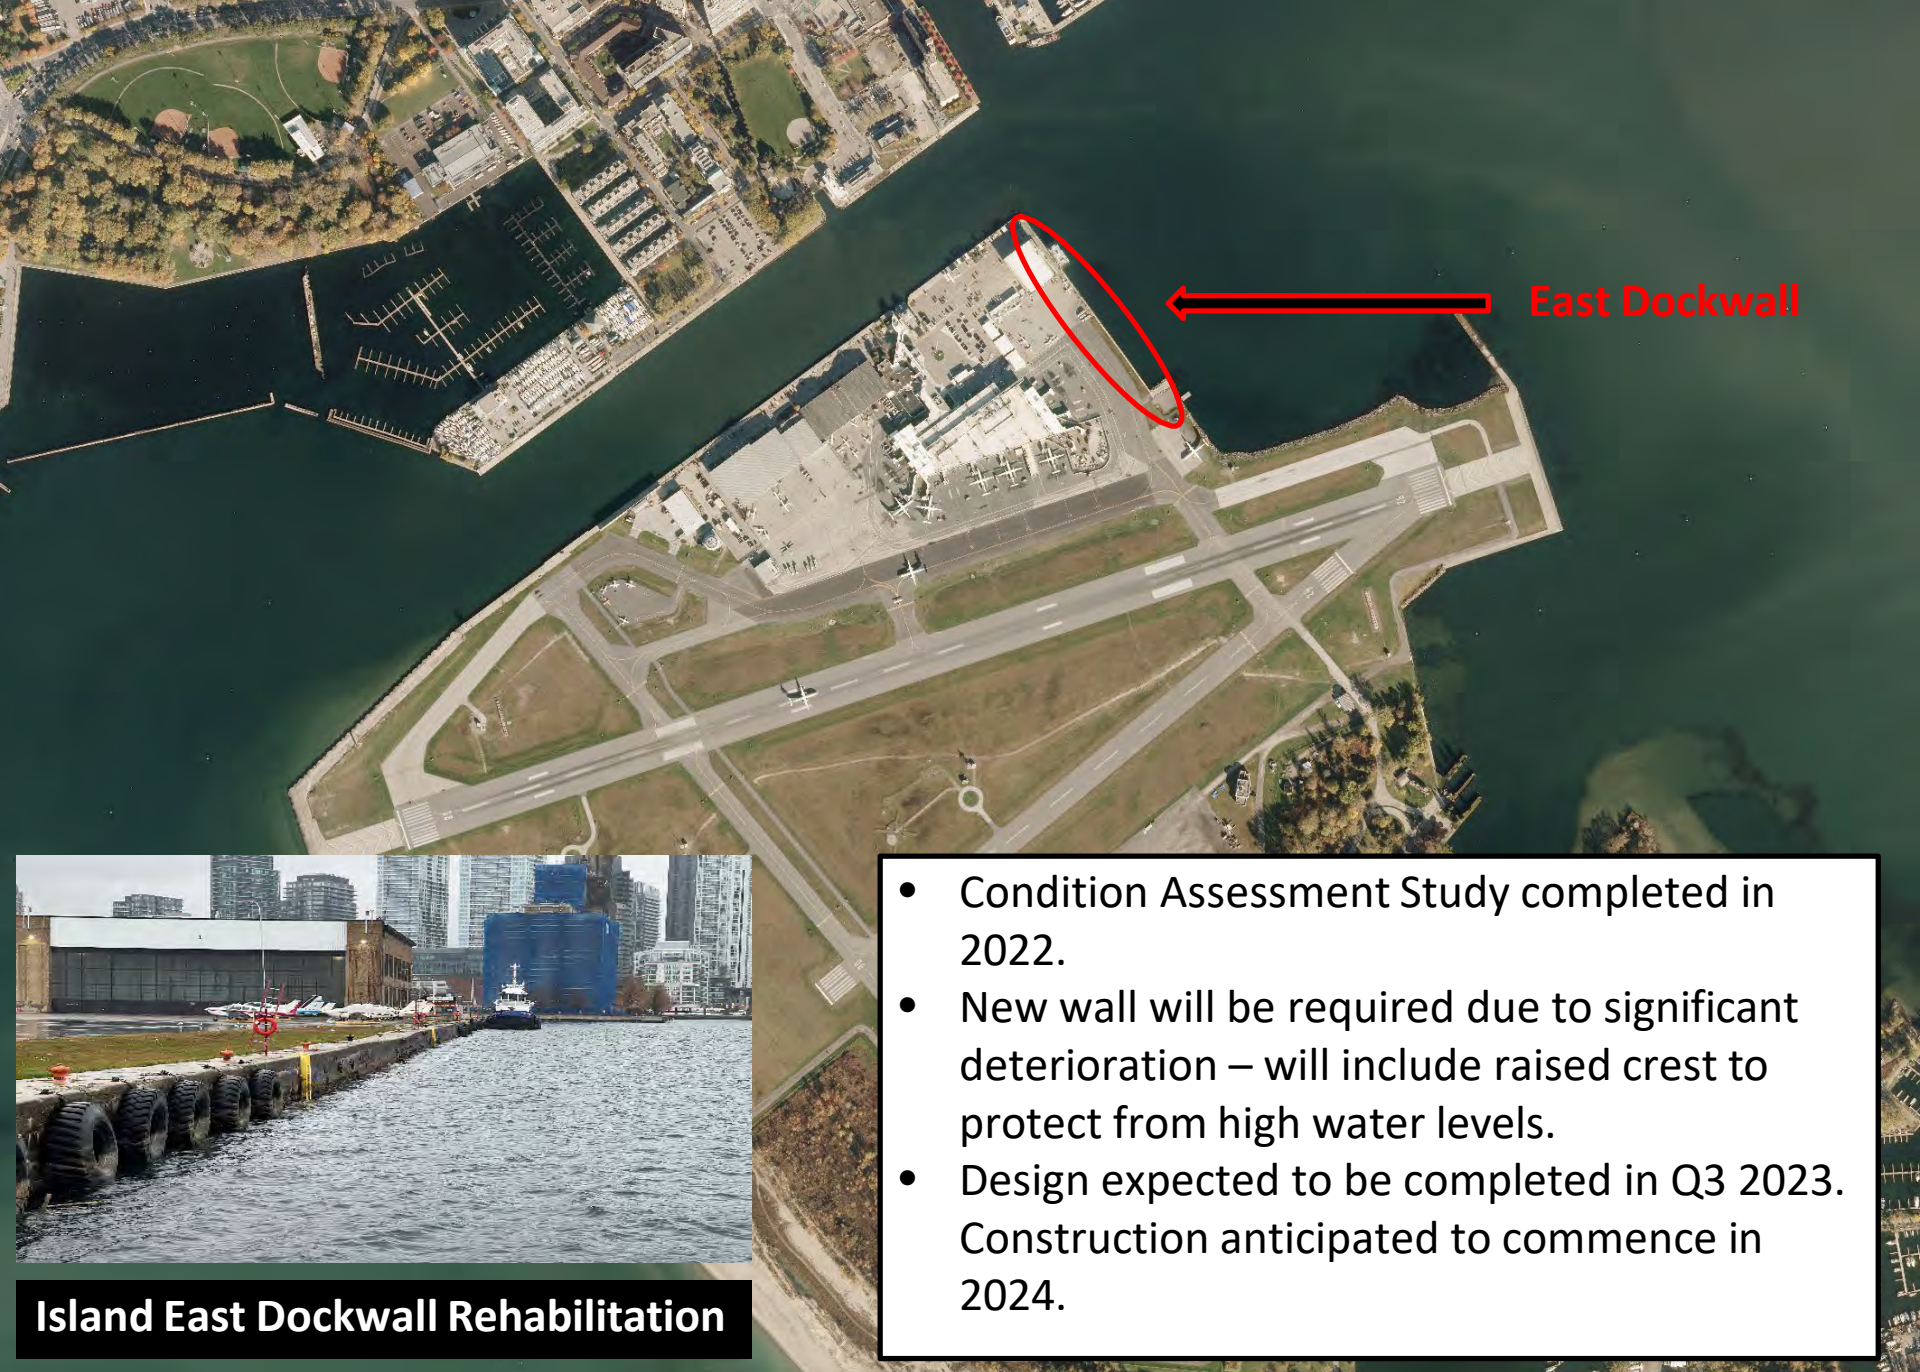 East Dockwall
• Condition Assessment Study completed in
2022.
• New wall will be required due to significant
deterioration – will include raised crest to
protect from high water levels.
• Design expected to be completed in Q3 2023.
Construction anticipated to commence in
2024.
Island East Dockwall Rehabilitation